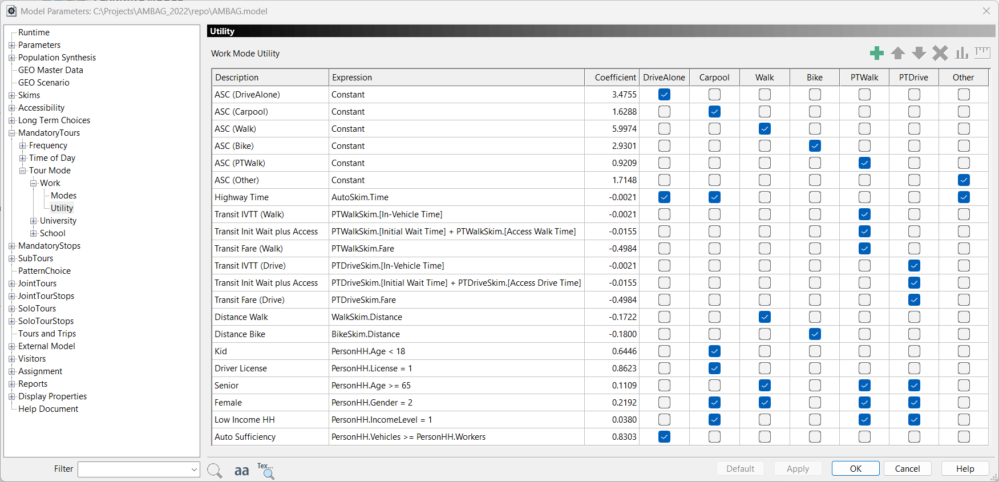 Model Parameters: C:\Projects\AMBAG_2022\repo\AMBAG.model
Runtime
Parameters
Population Synthesis
GEO Master Data
GEO Scenario
Skims
Accessibility
Long Term Choices
MandatoryTours
Frequency
Time of Day
Tour Mode
Work
Modes
Utility
University
School
MandatoryStops
SubTours
PatternChoice
JointTours
JointTourStops
SoloTours
SoloTourStops
Tours and Trips
External Model
Visitors
Assignment
Reports
Display Properties
Help Document
Filter
Utility
Work Mode Utility
Description Expression Coefficient DriveAlone Carpool Walk Bike PTWalk PTDrive Other
ASC (DriveAlone) Constant 3.4755
ASC (Carpool) Constant 1.6288
ASC (Walk) Constant 5.9974
ASC (Bike) Constant 2.9301
ASC (PTWalk) Constant 0.9209
ASC (Other) Constant 1.7148
Highway Time AutoSkim.Time -0.0021
Transit IVTT (Walk) PTWalkSkim.[In-Vehicle Time] -0.0021
Transit Init Wait plus Access PTWalkSkim.[Initial Wait Time] + PTWalkSkim.[Access Walk Time] -0.0155
Transit Fare (Walk) PTWalkSkim.Fare -0.4984
Transit IVTT (Drive) PTDriveSkim.[In-Vehicle Time] -0.0021
Transit Init Wait plus Access PTDriveSkim.[Initial Wait Time] + PTDriveSkim.[Access Drive Time] -0.0155
Transit Fare (Drive) PTDriveSkim.Fare -0.4984
Distance Walk WalkSkim.Distance -0.1722
Distance Bike BikeSkim.Distance -0.1800
Kid PersonHH.Age < 18 0.6446
Driver License PersonHH.License = 1 0.8623
Senior PersonHH.Age >= 65 0.1109
Female PersonHH.Gender = 2 0.2192
Low Income HH PersonHH.IncomeLevel = 1 0.0380
Auto Sufficiency PersonHH.Vehicles >= PersonHH.Workers 0.8303
aa
Tex...
Default Apply OK Cancel Help